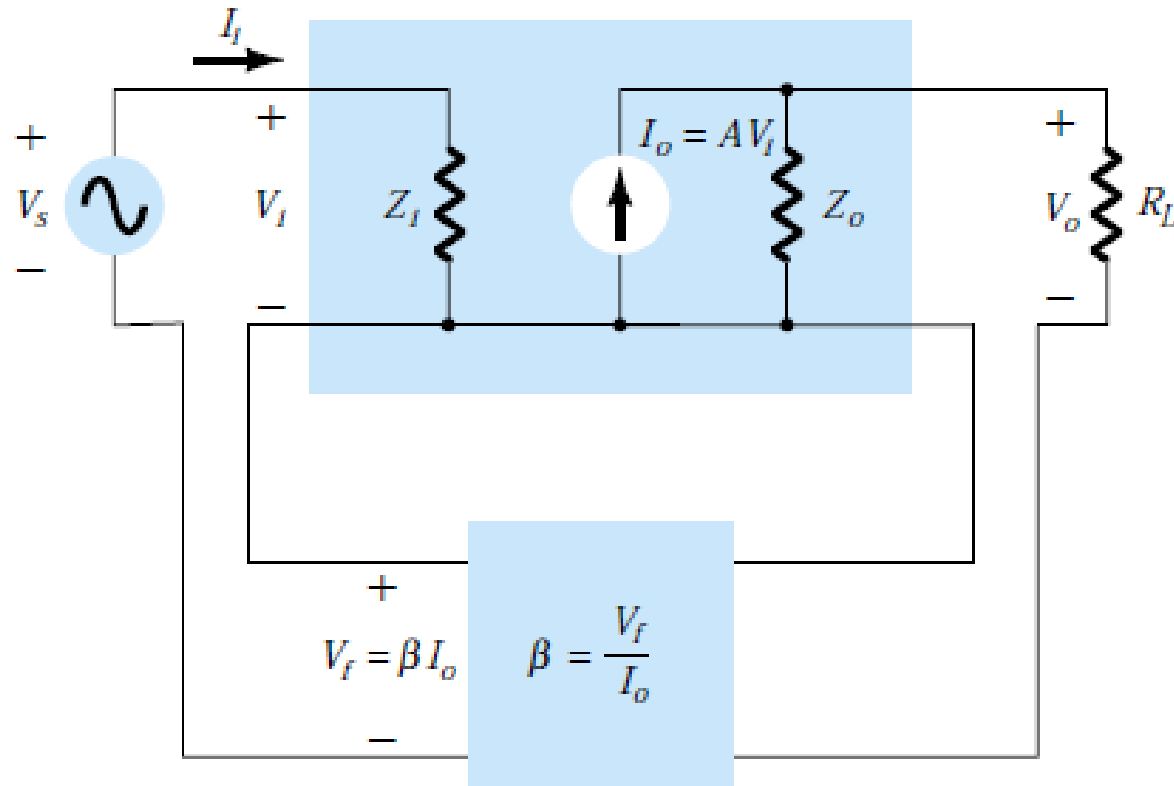 I_i
+
V_s
−
+
V_i
−
Z_i
I_o = AV_i
Z_o
+
V_o
−
R_L
+
V_f = β I_o
−
β = V_f / I_o